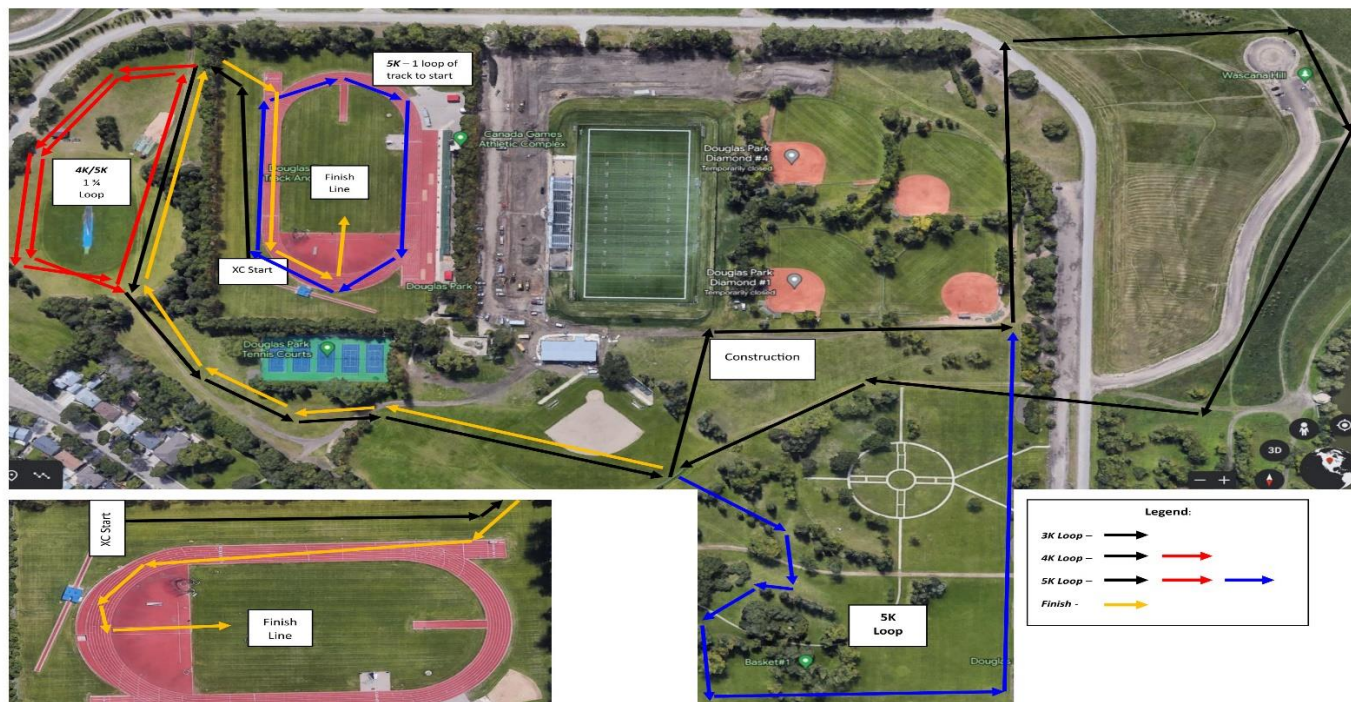 5K – 1 loop of
track to start
Wascana Hill
Canada Games
Athletic Complex
Douglas Park
Diamond #4
Temporarily closed
4K/5K
1 ¼
Loop
Finish
Line
XC Start
Douglas Park
Douglas Park
Diamond #1
Temporarily closed
Douglas Park
Tennis Courts
Construction
3D
XC Start
Finish
Line
5K
Loop
Basket#1
Douglas
Legend:
3K Loop –
4K Loop –
5K Loop –
Finish -